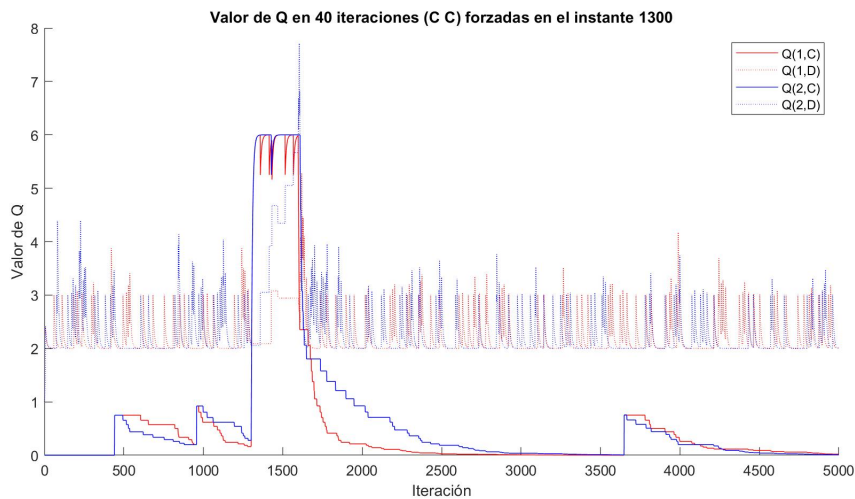 Valor de Q en 40 iteraciones (C C) forzadas en el instante 1300
8
7
6
5
4
3
2
1
0
Valor de Q
Q(1,C)
Q(1,D)
Q(2,C)
Q(2,D)
0 500 1000 1500 2000 2500 3000 3500 4000 4500 5000
Iteración